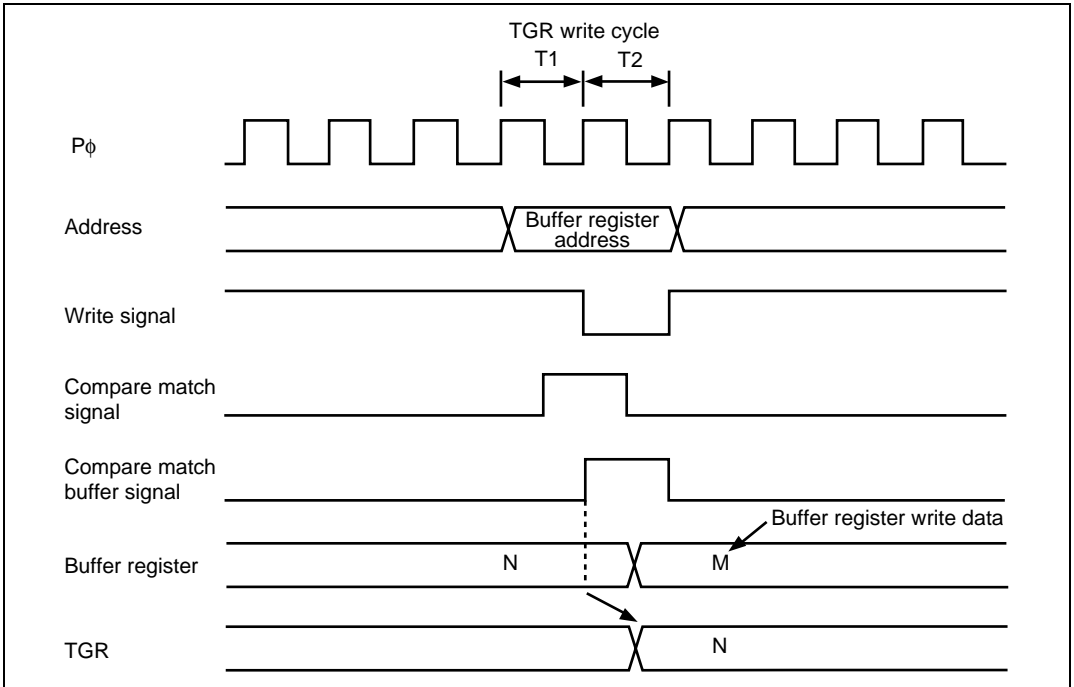 TGR write cycle
T1 T2
Pϕ
Address
Buffer register
address
Write signal
Compare match
signal
Compare match
buffer signal
Buffer register write data
Buffer register
N M
TGR
N